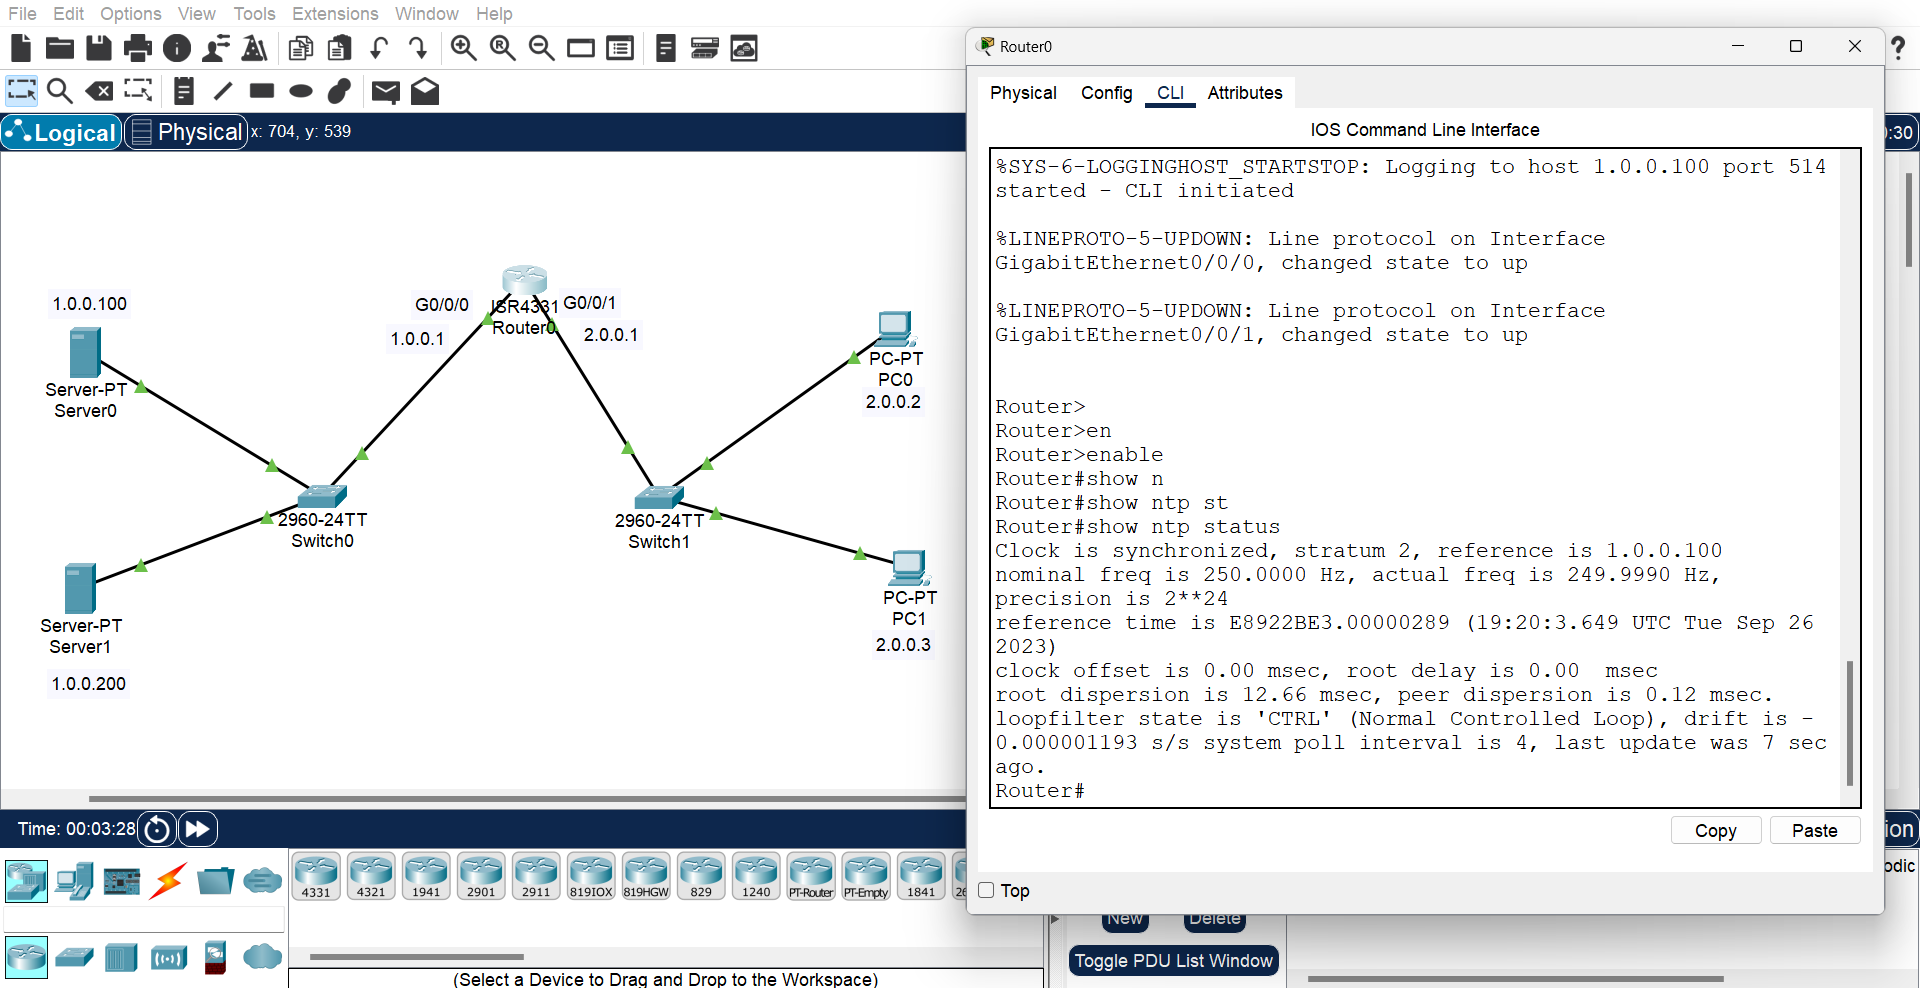 File Edit Options View Tools Extensions Window Help
Logical Physical x: 704, y: 539
:30
1.0.0.100
Server-PT
Server0
G0/0/0
1.0.0.1
ISR4331
Router0
G0/0/1
2.0.0.1
PC-PT
PC0
2.0.0.2
2960-24TT
Switch0
2960-24TT
Switch1
Server-PT
Server1
1.0.0.200
PC-PT
PC1
2.0.0.3
Router0
Physical Config CLI Attributes
IOS Command Line Interface
%SYS-6-LOGGINGHOST_STARTSTOP: Logging to host 1.0.0.100 port 514
started - CLI initiated
%LINEPROTO-5-UPDOWN: Line protocol on Interface
GigabitEthernet0/0/0, changed state to up
%LINEPROTO-5-UPDOWN: Line protocol on Interface
GigabitEthernet0/0/1, changed state to up
Router>
Router>en
Router>enable
Router#show n
Router#show ntp st
Router#show ntp status
Clock is synchronized, stratum 2, reference is 1.0.0.100
nominal freq is 250.0000 Hz, actual freq is 249.9990 Hz,
precision is 2**24
reference time is E8922BE3.00000289 (19:20:3.649 UTC Tue Sep 26
2023)
clock offset is 0.00 msec, root delay is 0.00  msec
root dispersion is 12.66 msec, peer dispersion is 0.12 msec.
loopfilter state is 'CTRL' (Normal Controlled Loop), drift is -
0.000001193 s/s system poll interval is 4, last update was 7 sec
ago.
Router#
Copy Paste
Top
Time: 00:03:28
ion
odic
4331 4321 1941 2901 2911 819IOX 819HGW 829 1240 PT-Router PT-Empty 1841 26
New Delete
Toggle PDU List Window
(Select a Device to Drag and Drop to the Workspace)